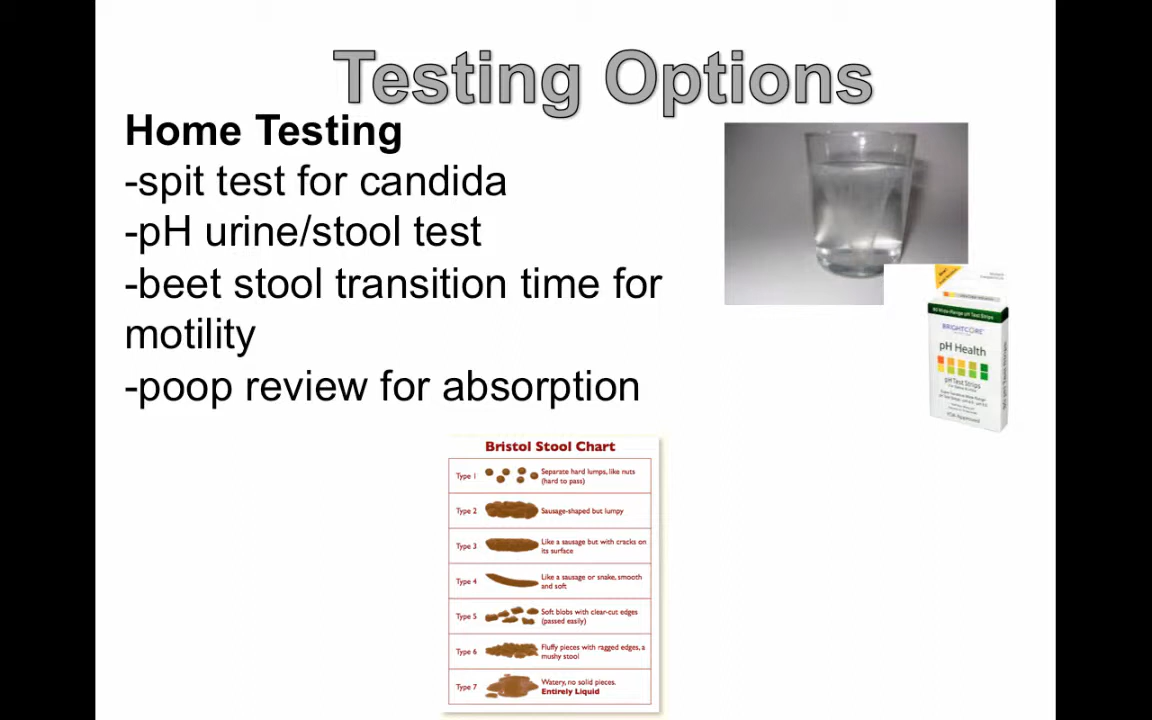 Testing Options
Home Testing
-spit test for candida
-pH urine/stool test
-beet stool transition time for
motility
-poop review for absorption
BRIGHTCORE
pH Health
pH Test Strips
Bristol Stool Chart
Type 1 Separate hard lumps, like nuts
(hard to pass)
Type 2 Sausage-shaped but lumpy
Type 3 Like a sausage but with cracks on
its surface
Type 4 Like a sausage or snake, smooth
and soft
Type 5 Soft blobs with clear-cut edges
(passed easily)
Type 6 Fluffy pieces with ragged edges, a
mushy stool
Type 7 Watery, no solid pieces.
Entirely Liquid